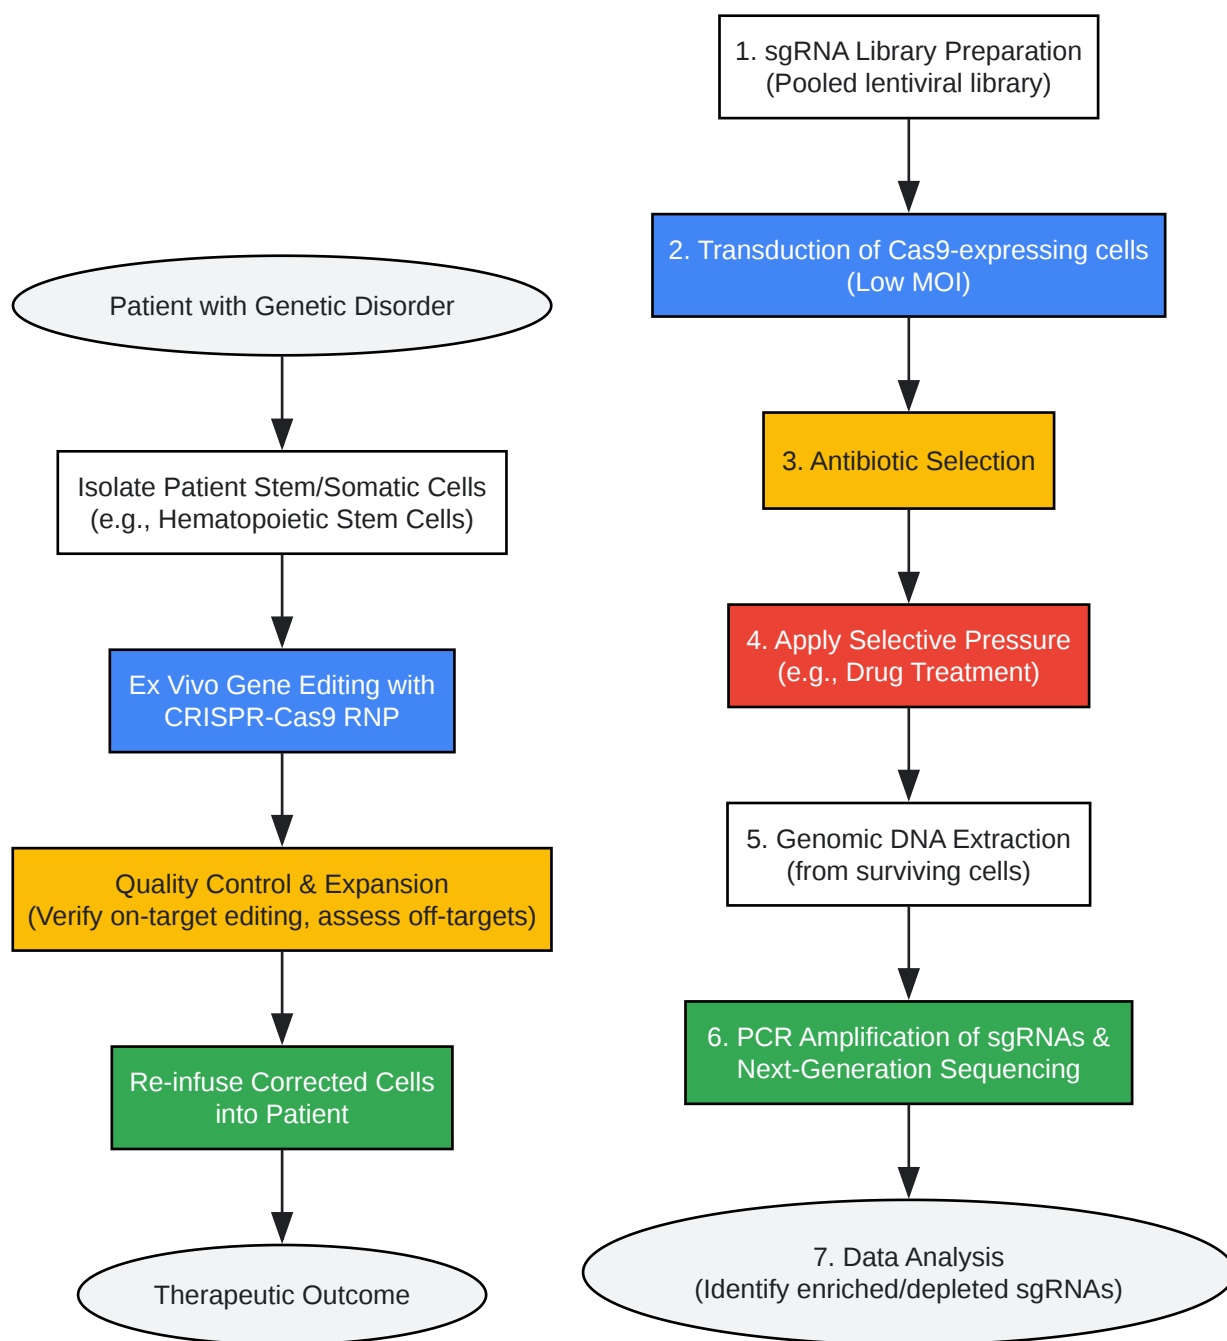 Patient with Genetic Disorder
Isolate Patient Stem/Somatic Cells
(e.g., Hematopoietic Stem Cells)
Ex Vivo Gene Editing with
CRISPR-Cas9 RNP
Quality Control & Expansion
(Verify on-target editing, assess off-targets)
Re-infuse Corrected Cells
into Patient
Therapeutic Outcome
1. sgRNA Library Preparation
(Pooled lentiviral library)
2. Transduction of Cas9-expressing cells
(Low MOI)
3. Antibiotic Selection
4. Apply Selective Pressure
(e.g., Drug Treatment)
5. Genomic DNA Extraction
(from surviving cells)
6. PCR Amplification of sgRNAs &
Next-Generation Sequencing
7. Data Analysis
(Identify enriched/depleted sgRNAs)